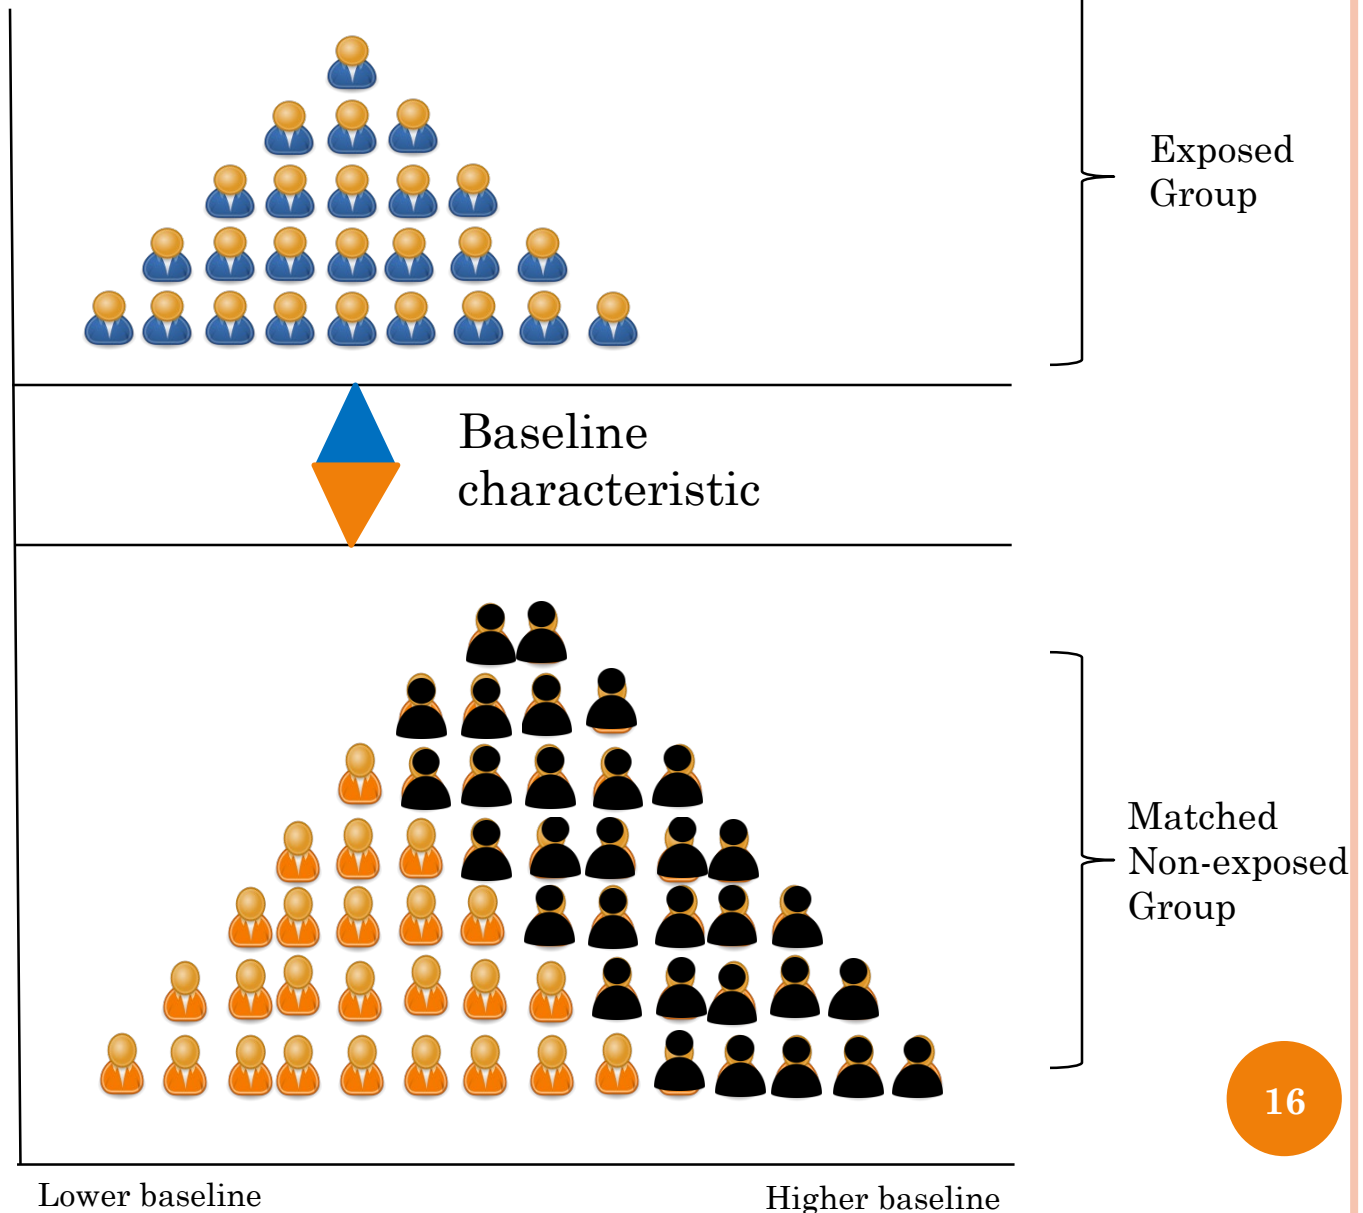 Exposed
Group
Baseline
characteristic
Matched
Non-exposed
Group
16
Lower baseline
Higher baseline